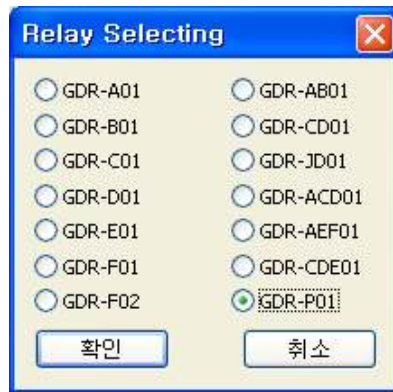 Relay Selecting
GDR-A01 GDR-AB01
GDR-B01 GDR-CD01
GDR-C01 GDR-JD01
GDR-D01 GDR-ACD01
GDR-E01 GDR-AEF01
GDR-F01 GDR-CDE01
GDR-F02 GDR-P01
확인 취소